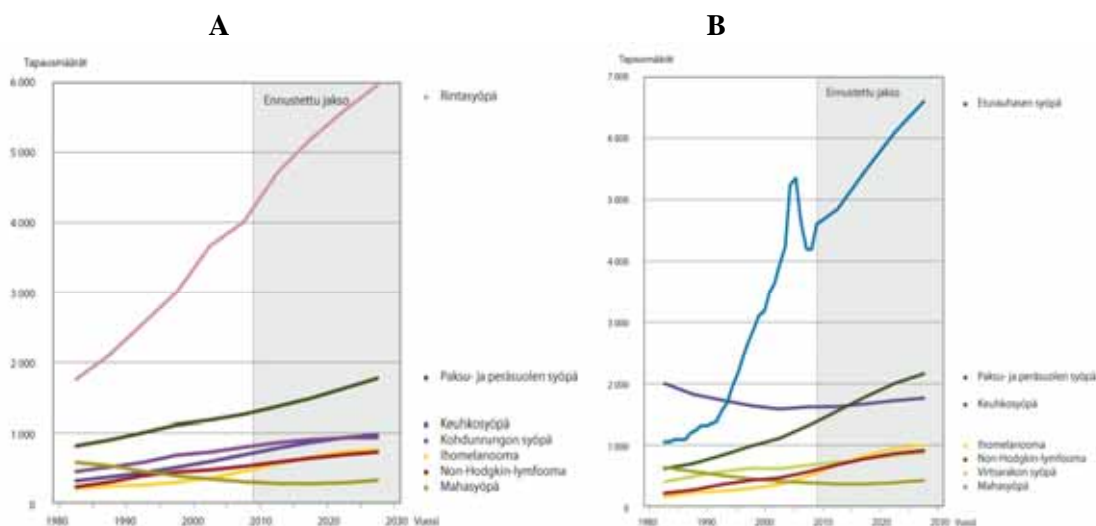 A
Tapausmäärät
6 000
5 000
4 000
3 000
2 000
1 000
0
1980
1990
2000
2010
2020
2030
Vuosi
Ennustettu jakso
Rintasyöpä
Paksu- ja peräsuolen syöpä
Keuhkosyöpä
Kohdunrungon syöpä
Ihomelanooma
Non-Hodgkin-lymfooma
Mahasyöpä
B
Tapausmäärät
7 000
6 000
5 000
4 000
3 000
2 000
1 000
0
1980
1990
2000
2010
2020
2030
Vuosi
Ennustettu jakso
Eturauhasen syöpä
Paksu- ja peräsuolen syöpä
Keuhkosyöpä
Ihomelanooma
Non-Hodgkin-lymfooma
Virtsarakon syöpä
Mahasyöpä